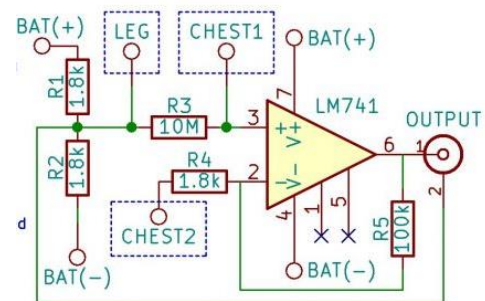 BAT(+)
LEG
CHEST1
BAT(+)
R1
1.8k
R3
10M
7
LM741
OUTPUT
3
+
V+
6
1
R2
1.8k
R4
1.8k
2
−
V-
2
4
1
5
R5
100k
d
CHEST2
BAT(-)
BAT(-)